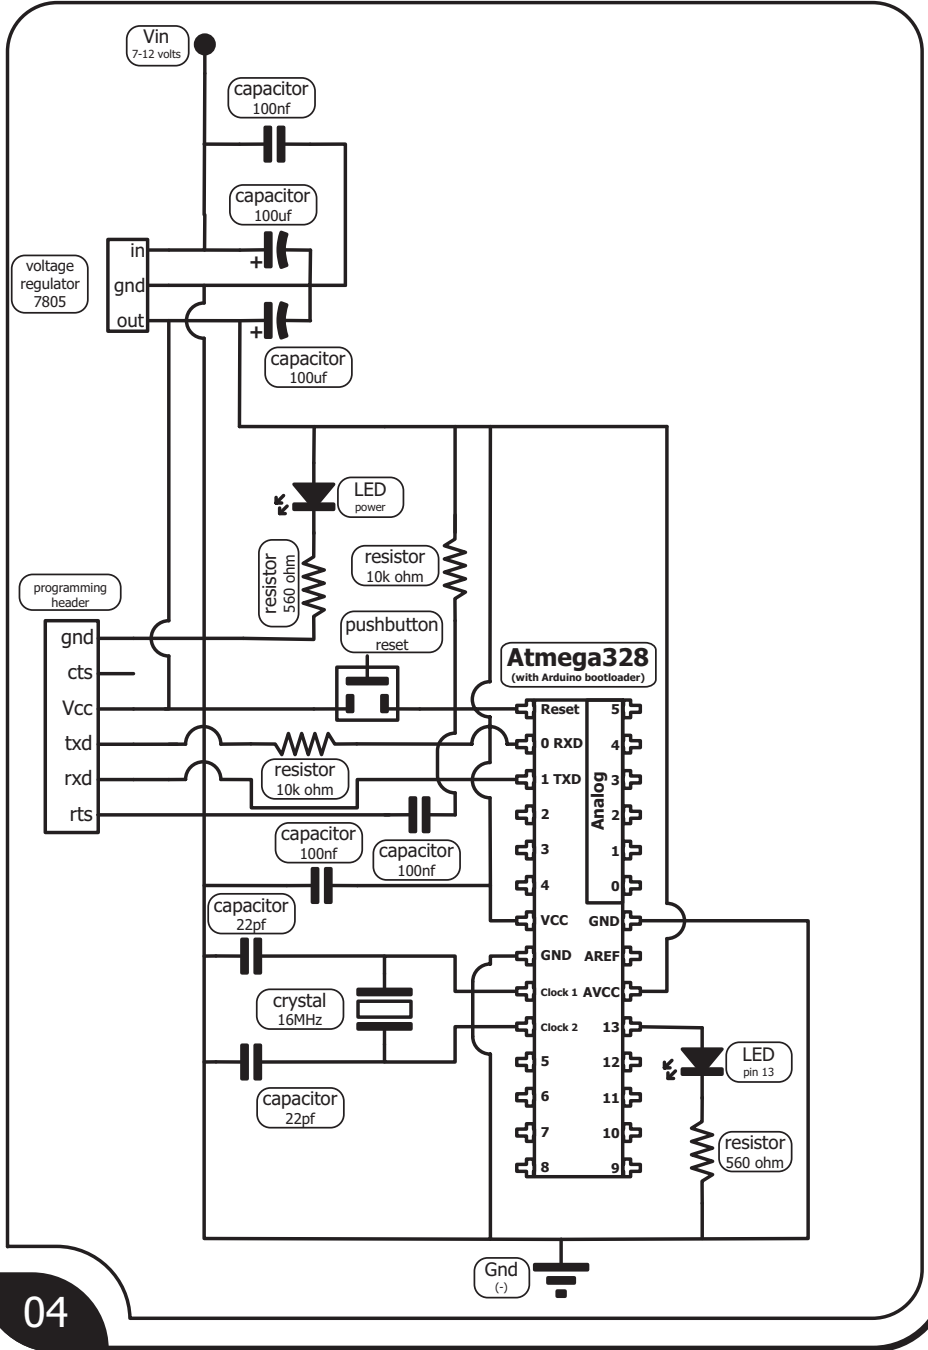 Vin
7-12 volts
capacitor
100nf
capacitor
100uf
voltage
regulator
7805
in
gnd
out
+
+
capacitor
100uf
LED
power
resistor
560 ohm
resistor
10k ohm
programming
header
gnd
cts
Vcc
txd
rxd
rts
pushbutton
reset
resistor
10k ohm
capacitor
100nf
capacitor
100nf
capacitor
22pf
crystal
16MHz
capacitor
22pf
Atmega328
(with Arduino bootloader)
Reset
0 RXD
1 TXD
2
3
4
VCC
GND
Clock 1
Clock 2
5
6
7
8
Analog
5
4
3
2
1
0
GND
AREF
AVCC
13
12
11
10
9
LED
pin 13
resistor
560 ohm
Gnd
(-)
04